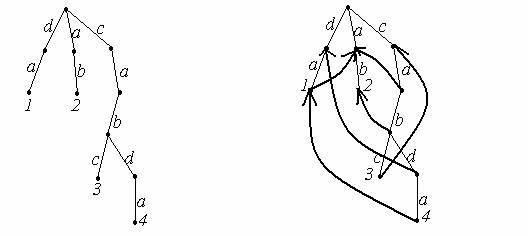 d a c d a c
a b a a b a
1 2 1 2
b b
c d c d
3 3
a a
4 4